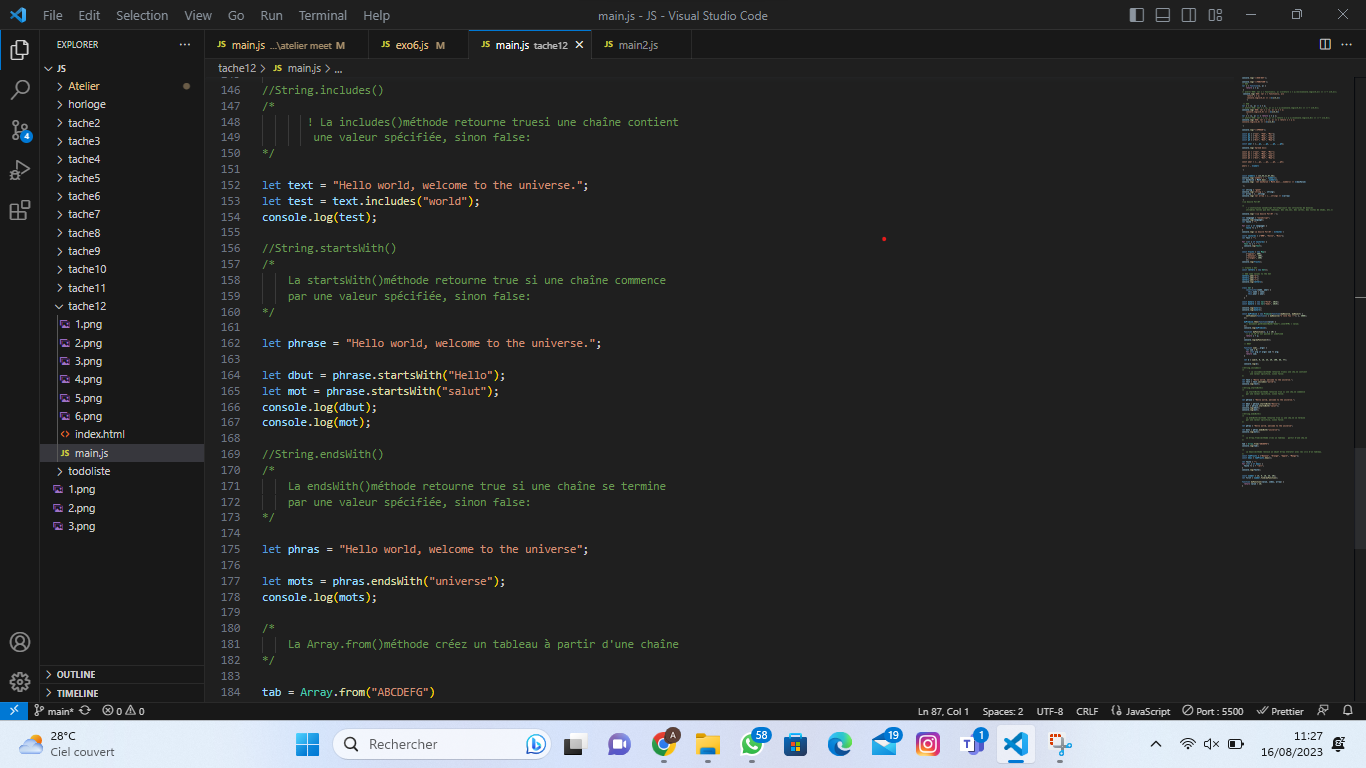 File Edit Selection View Go Run Terminal Help
main.js - JS - Visual Studio Code
EXPLORER
JS
Atelier
horloge
tache2
tache3
tache4
tache5
tache6
tache7
tache8
tache9
tache10
tache11
tache12
1.png
2.png
3.png
4.png
5.png
6.png
index.html
JS main.js
todoliste
1.png
2.png
3.png
OUTLINE
TIMELINE
4
JS main.js ...\atelier meet M
JS exo6.js M
JS main.js tache12
JS main2.js
tache12 > JS main.js > ...
146 //String.includes()
147 /*
148 ! La includes()méthode retourne truesi une chaîne contient
149 une valeur spécifiée, sinon false:
150 */
151
152 let text = "Hello world, welcome to the universe.";
153 let test = text.includes("world");
154 console.log(test);
155
156 //String.startsWith()
157 /*
158 La startsWith()méthode retourne true si une chaîne commence
159 par une valeur spécifiée, sinon false:
160 */
161
162 let phrase = "Hello world, welcome to the universe.";
163
164 let dbut = phrase.startsWith("Hello");
165 let mot = phrase.startsWith("salut");
166 console.log(dbut);
167 console.log(mot);
168
169 //String.endsWith()
170 /*
171 La endsWith()méthode retourne true si une chaîne se termine
172 par une valeur spécifiée, sinon false:
173 */
174
175 let phras = "Hello world, welcome to the universe";
176
177 let mots = phras.endsWith("universe");
178 console.log(mots);
179
180 /*
181 La Array.from()méthode créez un tableau à partir d'une chaîne
182 */
183
184 tab = Array.from("ABCDEFG")
main* 0 0
Ln 87, Col 1 Spaces: 2 UTF-8 CRLF {} JavaScript Port : 5500 Prettier
28°C
Ciel couvert
Rechercher
A
58
19
1
11:27
16/08/2023